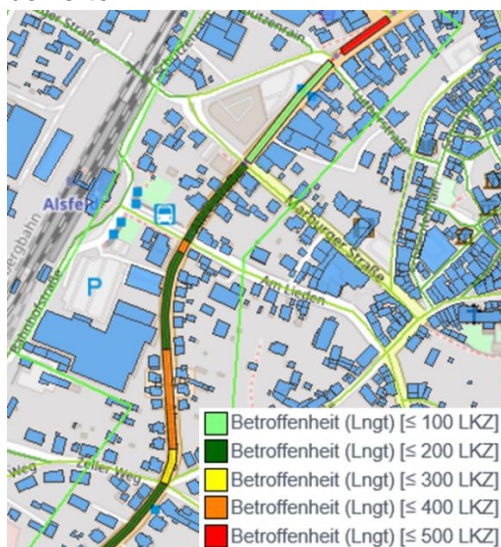 Alsfeld
Marburger Straße
Am Lieden
P
Bahnhofstraße
Weg
Zeller Weg
Betroffenheit (Lngt) [≤ 100 LKZ]
Betroffenheit (Lngt) [≤ 200 LKZ]
Betroffenheit (Lngt) [≤ 300 LKZ]
Betroffenheit (Lngt) [≤ 400 LKZ]
Betroffenheit (Lngt) [≤ 500 LKZ]